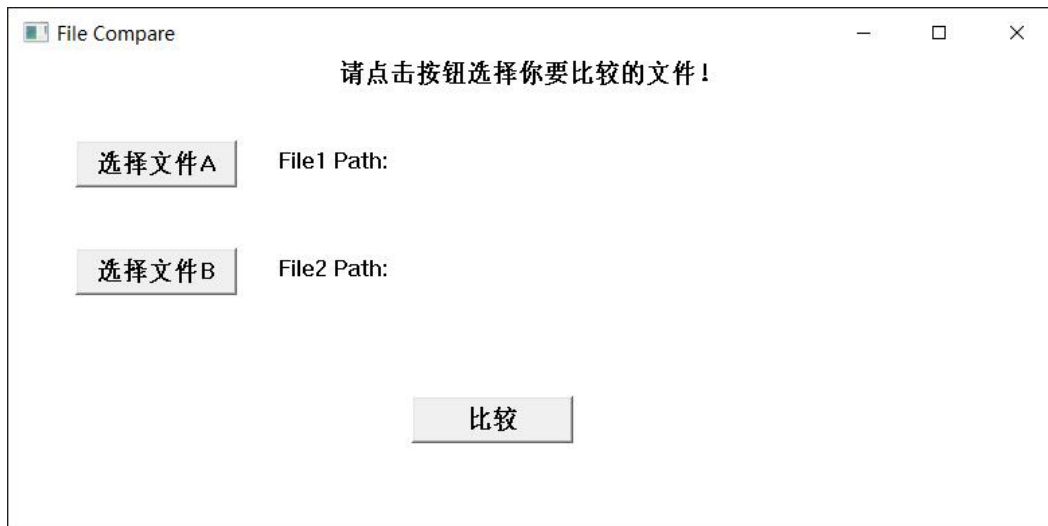 File Compare
请点击按钮选择你要比较的文件!
选择文件A
File1 Path:
选择文件B
File2 Path:
比较